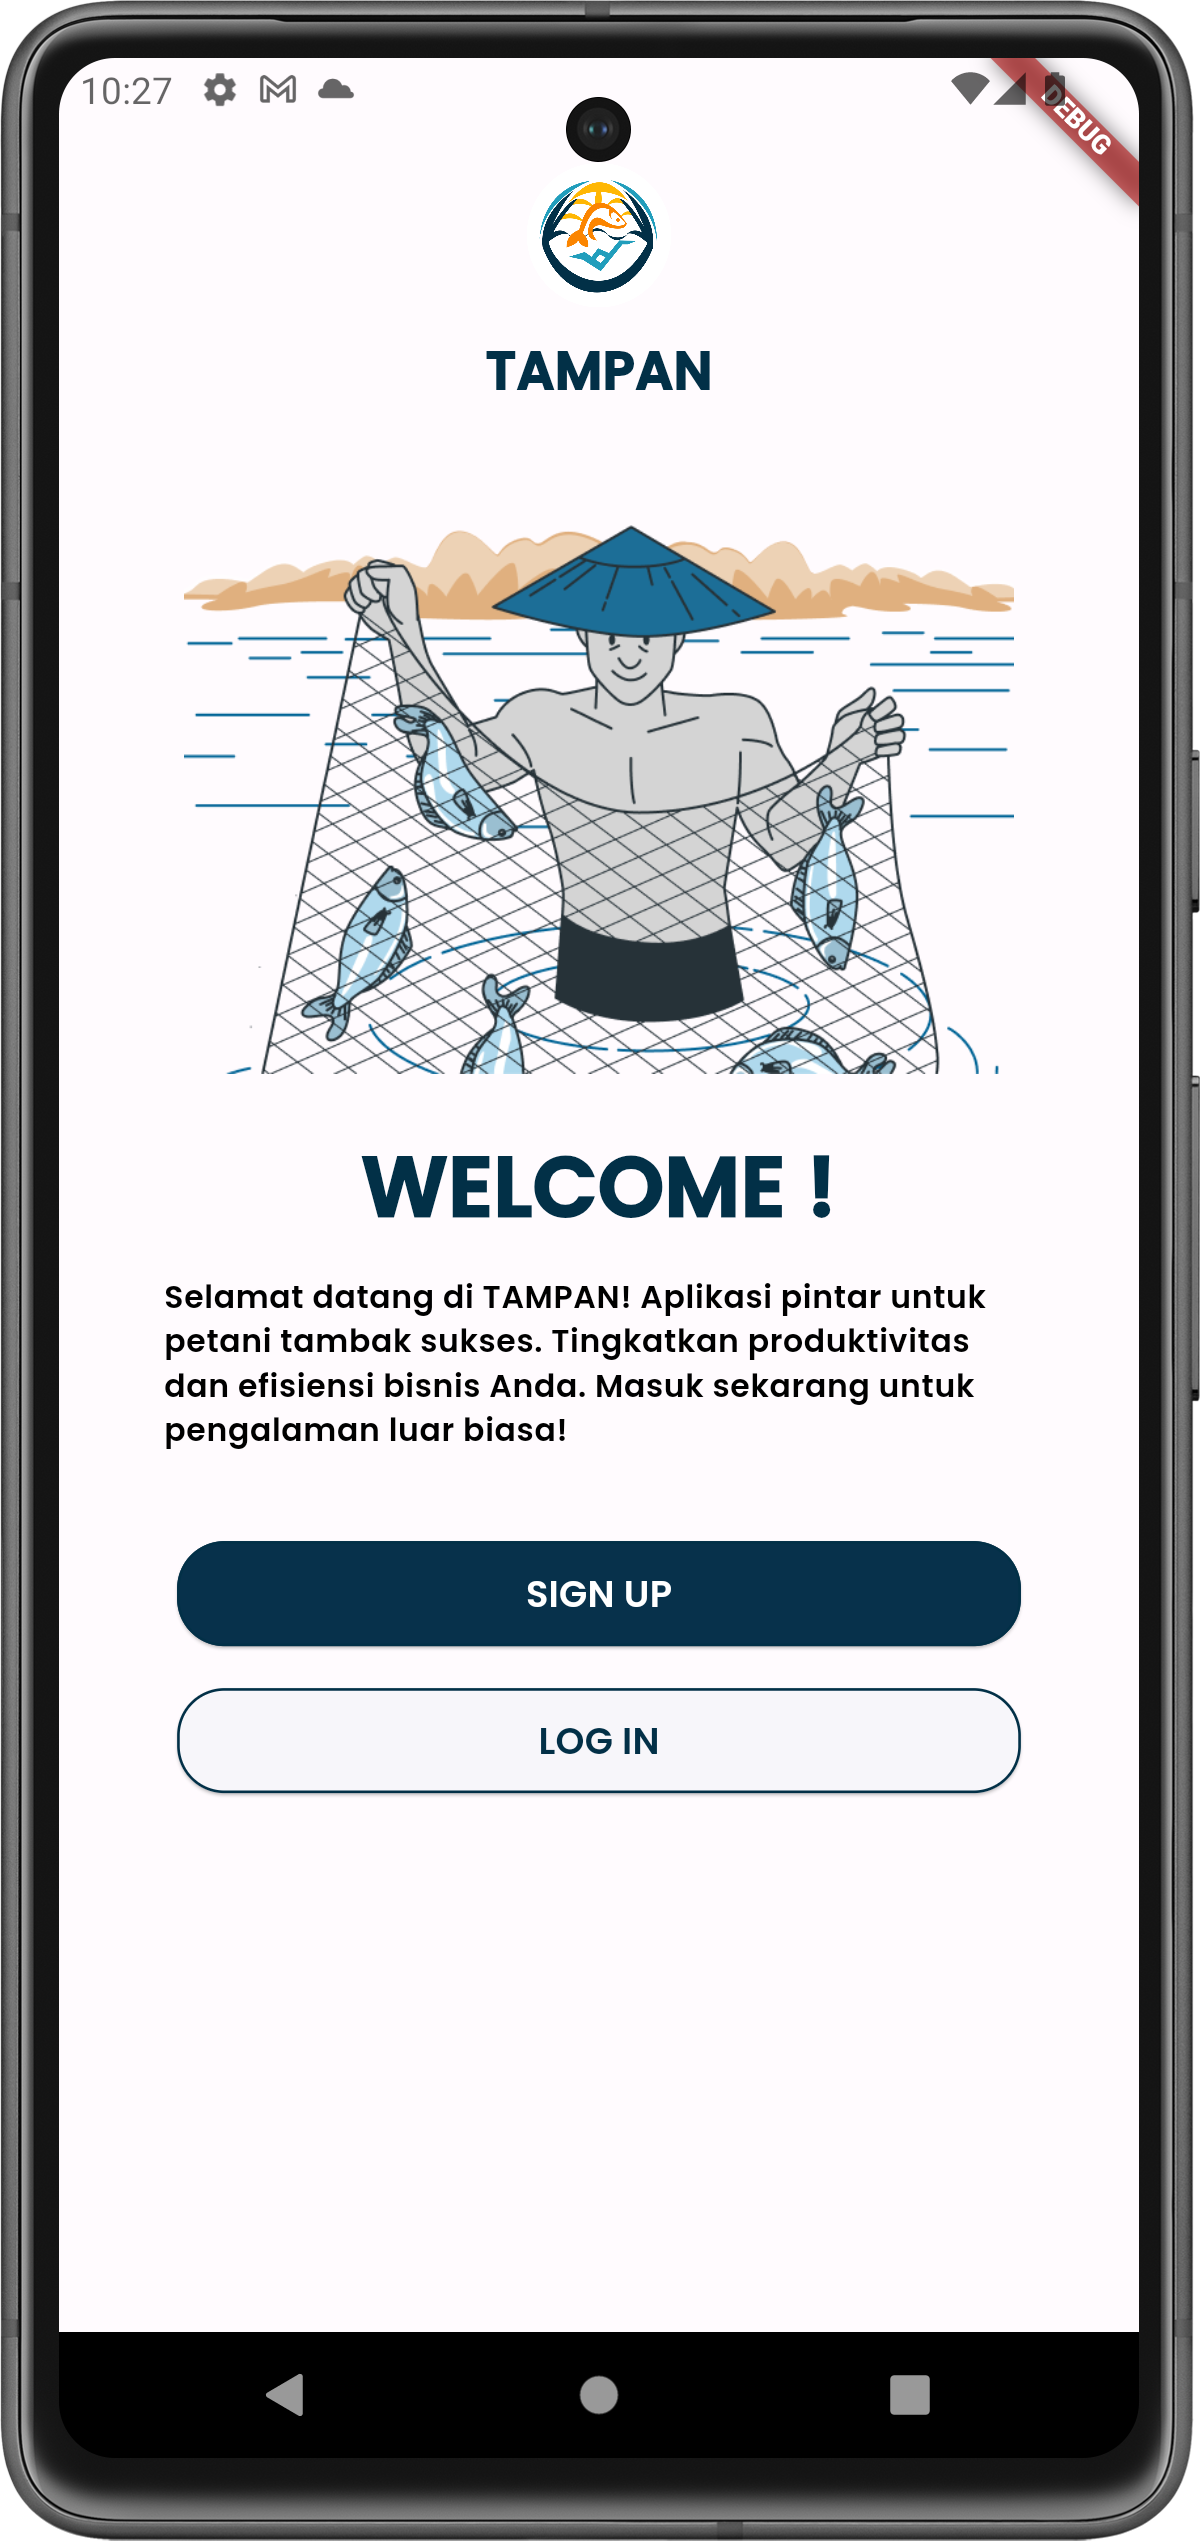 10:27
DEBUG
TAMPAN
WELCOME !
Selamat datang di TAMPAN! Aplikasi pintar untuk
petani tambak sukses. Tingkatkan produktivitas
dan efisiensi bisnis Anda. Masuk sekarang untuk
pengalaman luar biasa!
SIGN UP
LOG IN